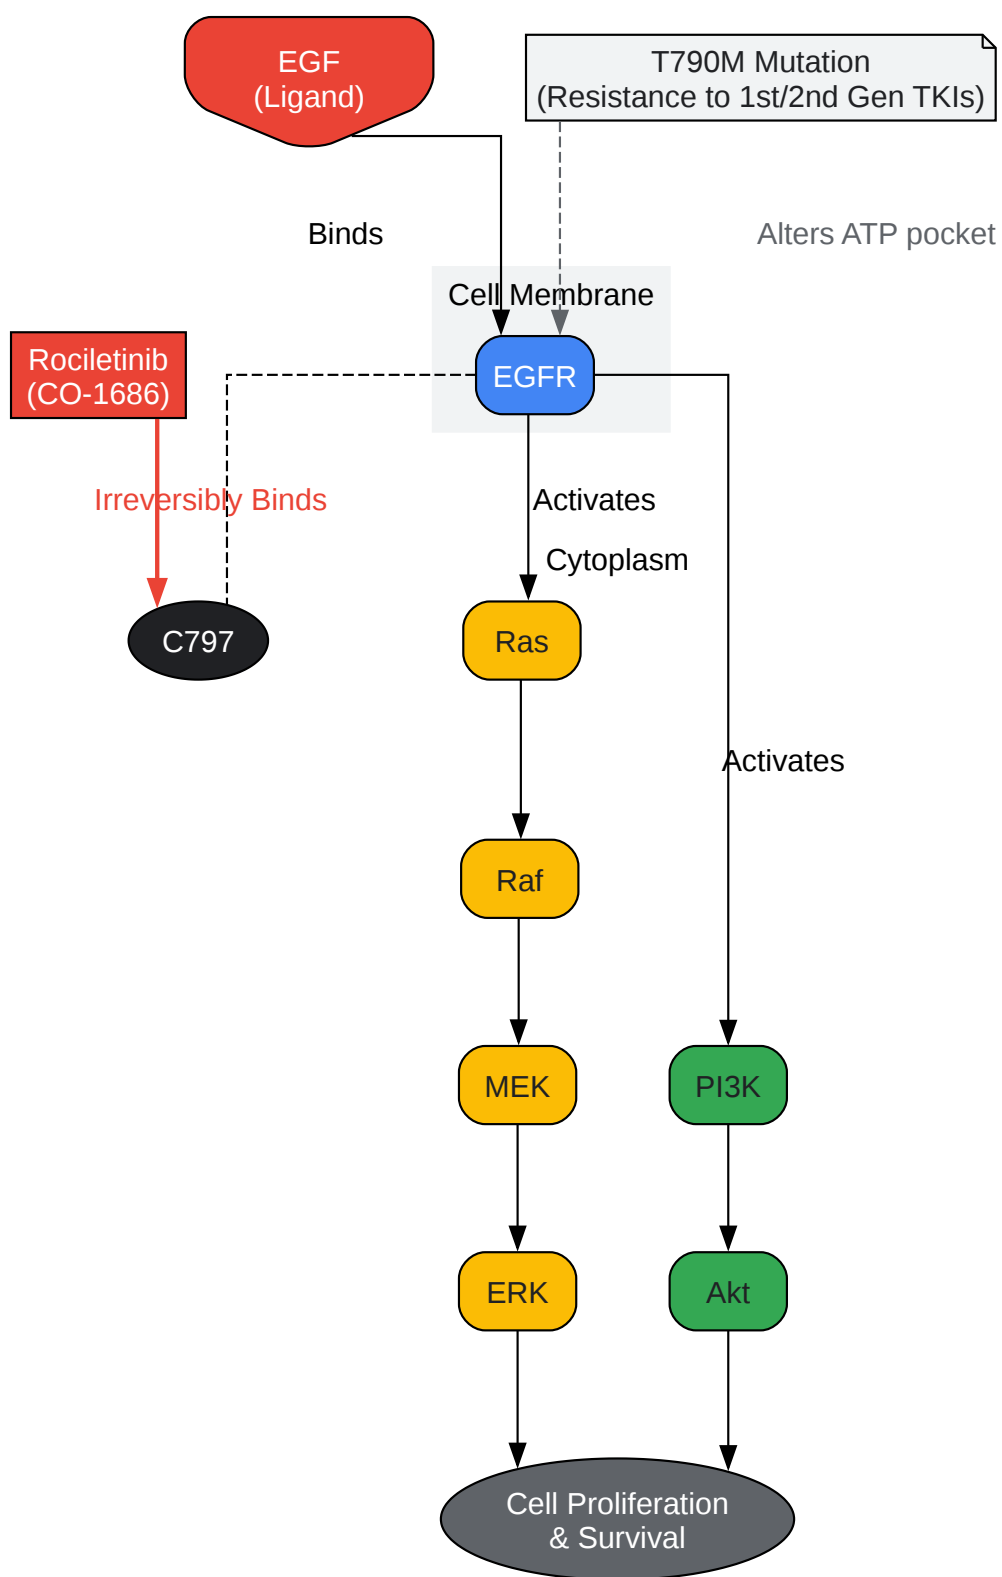 EGF
(Ligand)
T790M Mutation
(Resistance to 1st/2nd Gen TKIs)
Binds
Alters ATP pocket
Cell Membrane
Rociletinib
(CO-1686)
EGFR
Irreversibly Binds
Activates
Cytoplasm
C797
Ras
Activates
Raf
MEK
PI3K
ERK
Akt
Cell Proliferation
& Survival